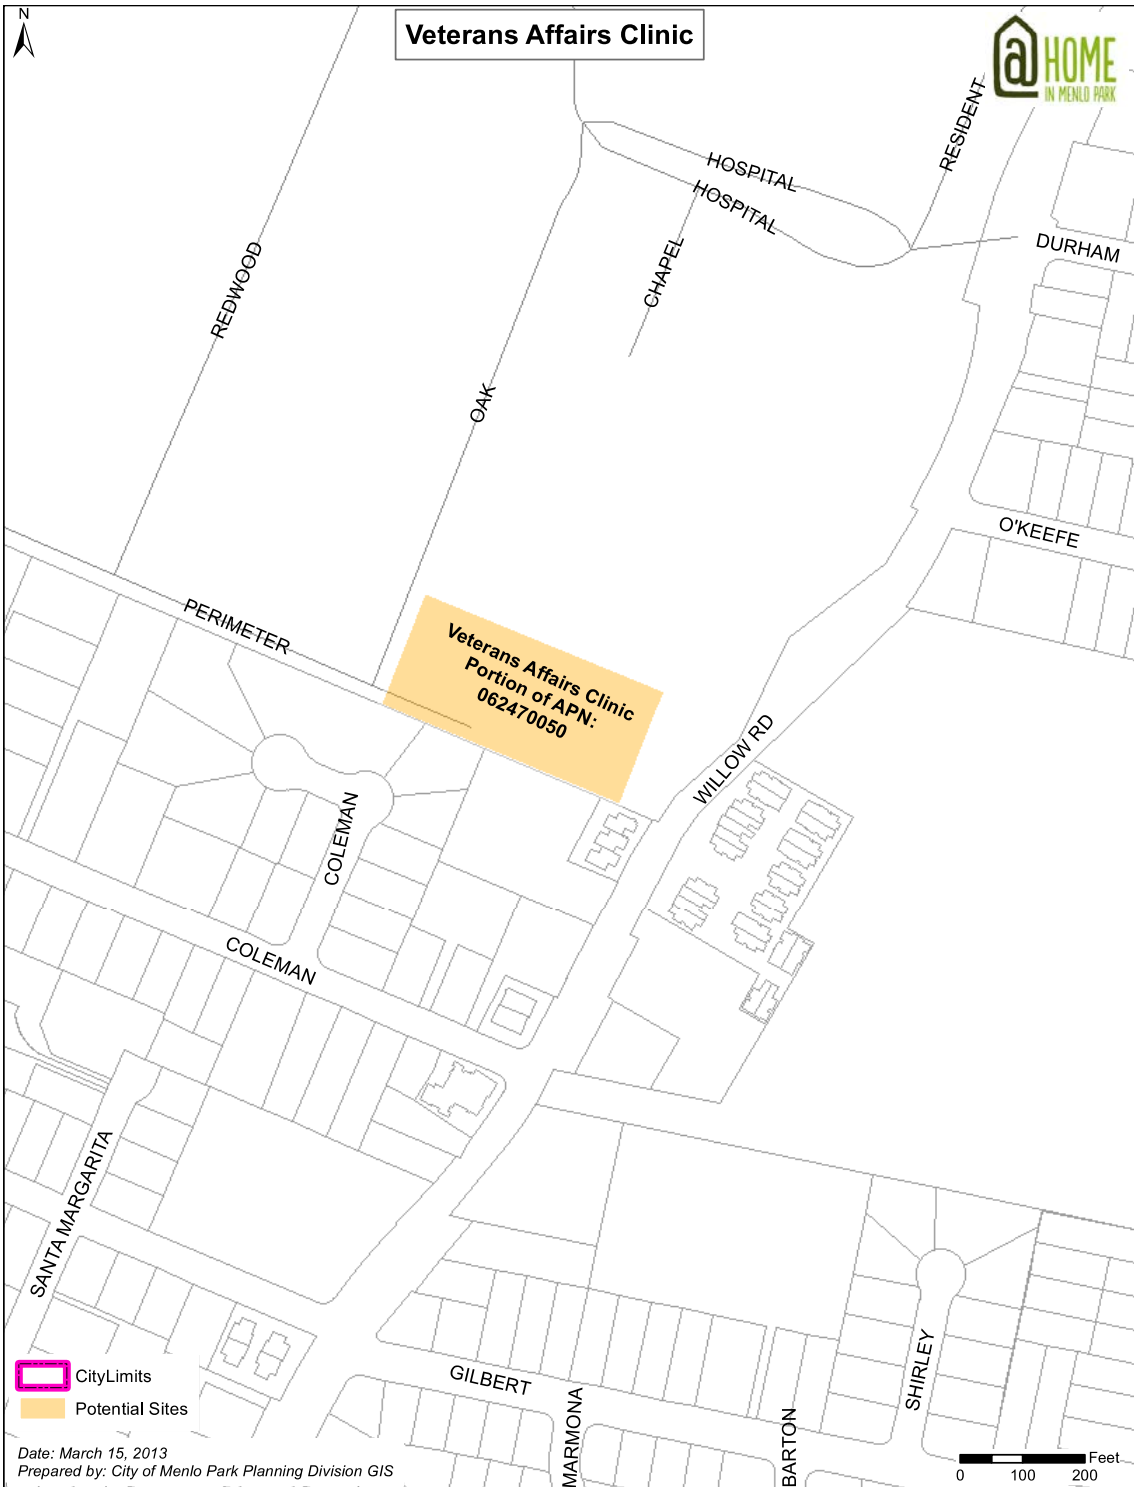 N
Veterans Affairs Clinic
@ HOME
IN MENLO PARK
RESIDENT
HOSPITAL
HOSPITAL
DURHAM
CHAPEL
REDWOOD
OAK
O'KEEFE
PERIMETER
Veterans Affairs Clinic
Portion of APN:
062470050
WILLOW RD
COLEMAN
COLEMAN
SANTA MARGARITA
SHIRLEY
GILBERT
MARMONA
BARTON
CityLimits
Potential Sites
Date: March 15, 2013
Prepared by: City of Menlo Park Planning Division GIS
Feet
0 100 200